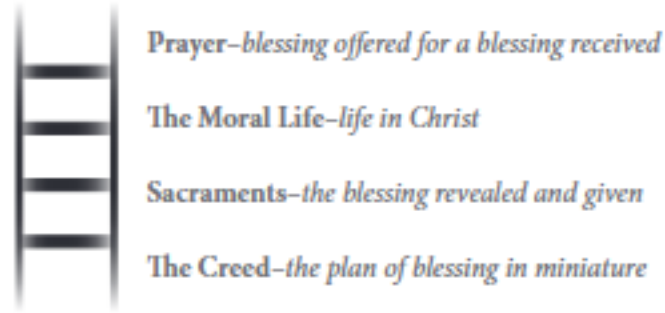 Prayer–blessing offered for a blessing received
The Moral Life–life in Christ
Sacraments–the blessing revealed and given
The Creed–the plan of blessing in miniature